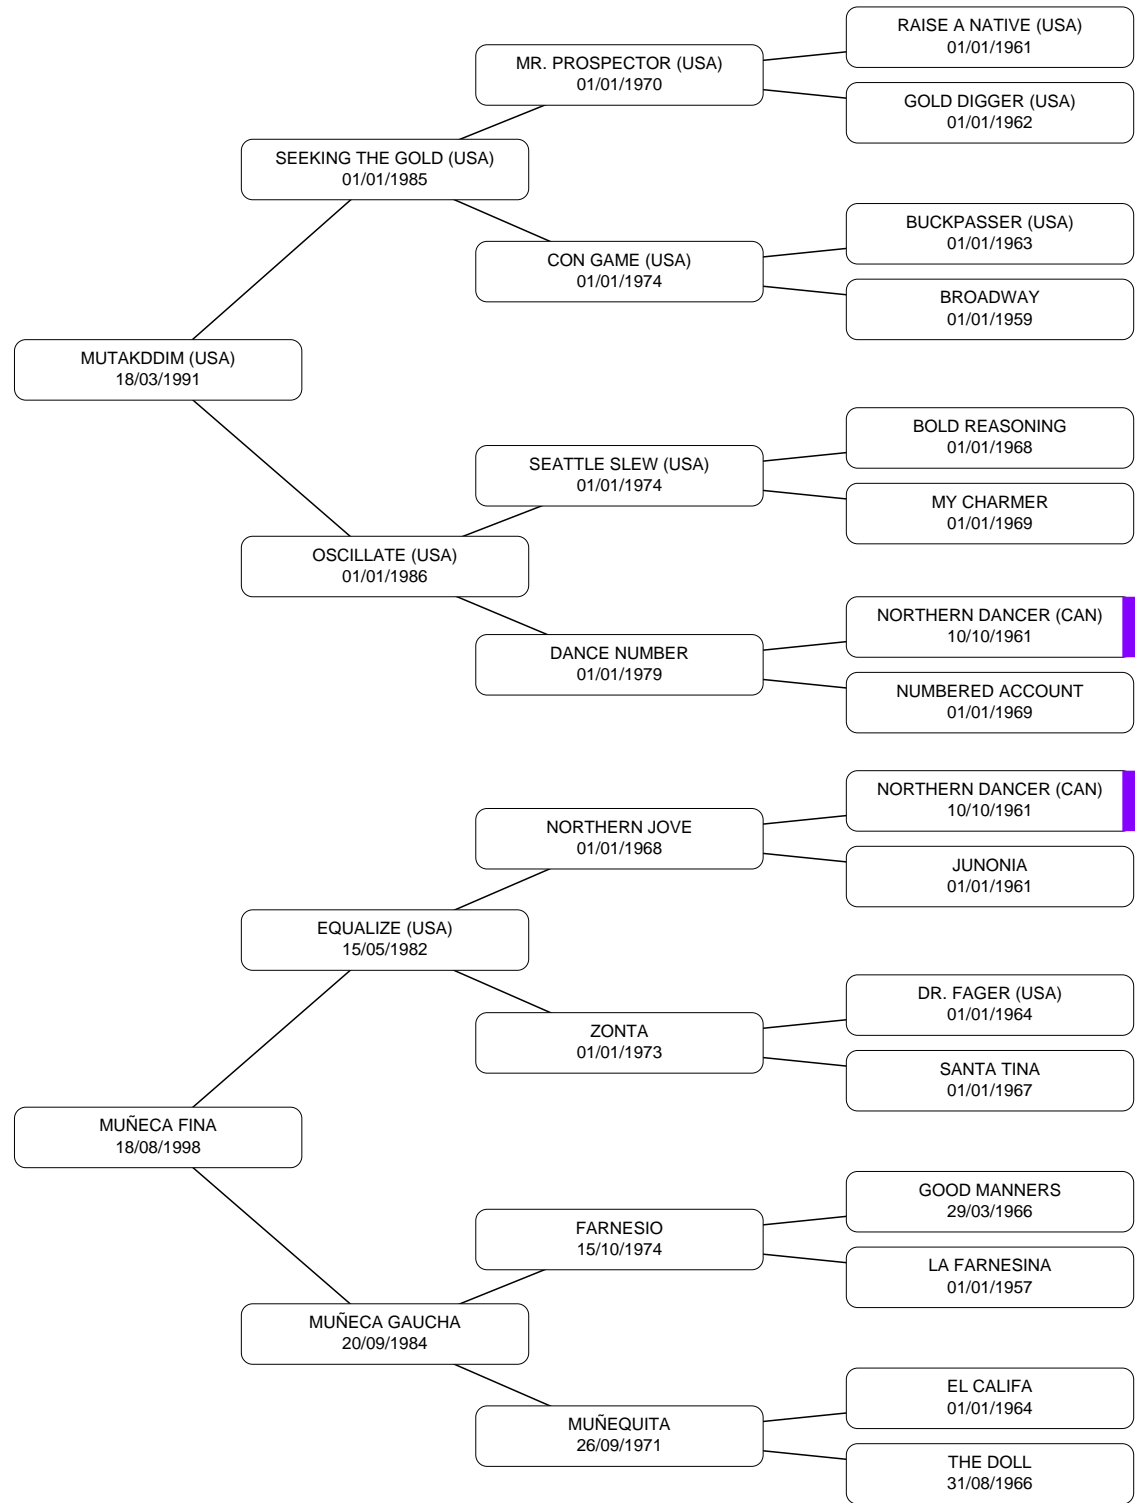 RAISE A NATIVE (USA)
01/01/1961
MR. PROSPECTOR (USA)
01/01/1970
GOLD DIGGER (USA)
01/01/1962
SEEKING THE GOLD (USA)
01/01/1985
BUCKPASSER (USA)
01/01/1963
CON GAME (USA)
01/01/1974
BROADWAY
01/01/1959
MUTAKDDIM (USA)
18/03/1991
BOLD REASONING
01/01/1968
SEATTLE SLEW (USA)
01/01/1974
MY CHARMER
01/01/1969
OSCILLATE (USA)
01/01/1986
NORTHERN DANCER (CAN)
10/10/1961
DANCE NUMBER
01/01/1979
NUMBERED ACCOUNT
01/01/1969
NORTHERN DANCER (CAN)
10/10/1961
NORTHERN JOVE
01/01/1968
JUNONIA
01/01/1961
EQUALIZE (USA)
15/05/1982
DR. FAGER (USA)
01/01/1964
ZONTA
01/01/1973
SANTA TINA
01/01/1967
MUÑECA FINA
18/08/1998
GOOD MANNERS
29/03/1966
FARNESIO
15/10/1974
LA FARNESINA
01/01/1957
MUÑECA GAUCHA
20/09/1984
EL CALIFA
01/01/1964
MUÑEQUITA
26/09/1971
THE DOLL
31/08/1966